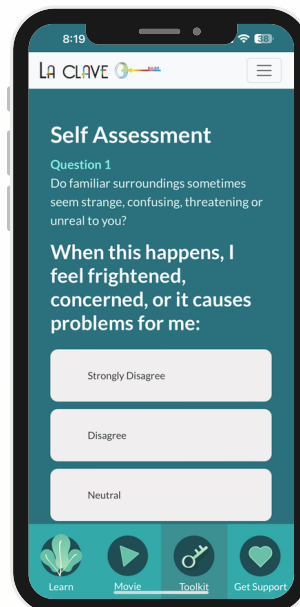 8:19
38
LA CLAVE
Self Assessment
Question 1
Do familiar surroundings sometimes
seem strange, confusing, threatening or
unreal to you?
When this happens, I
feel frightened,
concerned, or it causes
problems for me:
Strongly Disagree
Disagree
Neutral
Learn Movie Toolkit Get Support